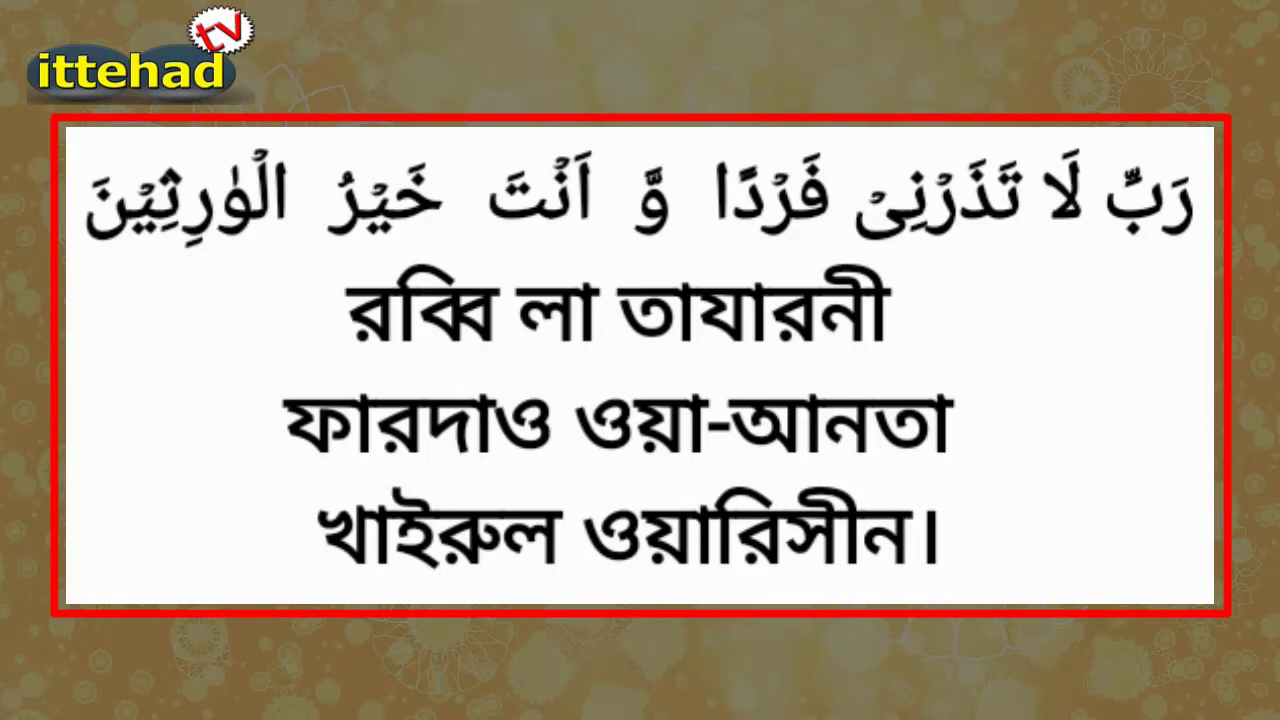 ittehad tv
رَبِّ لَا تَذَرْنِیْ فَرْدًا وَّ اَنْتَ خَیْرُ الْوٰرِثِیْنَ
রব্বি লা তাযারনী
ফারদাও ওয়া-আনতা
খাইরুল ওয়ারিসীন।